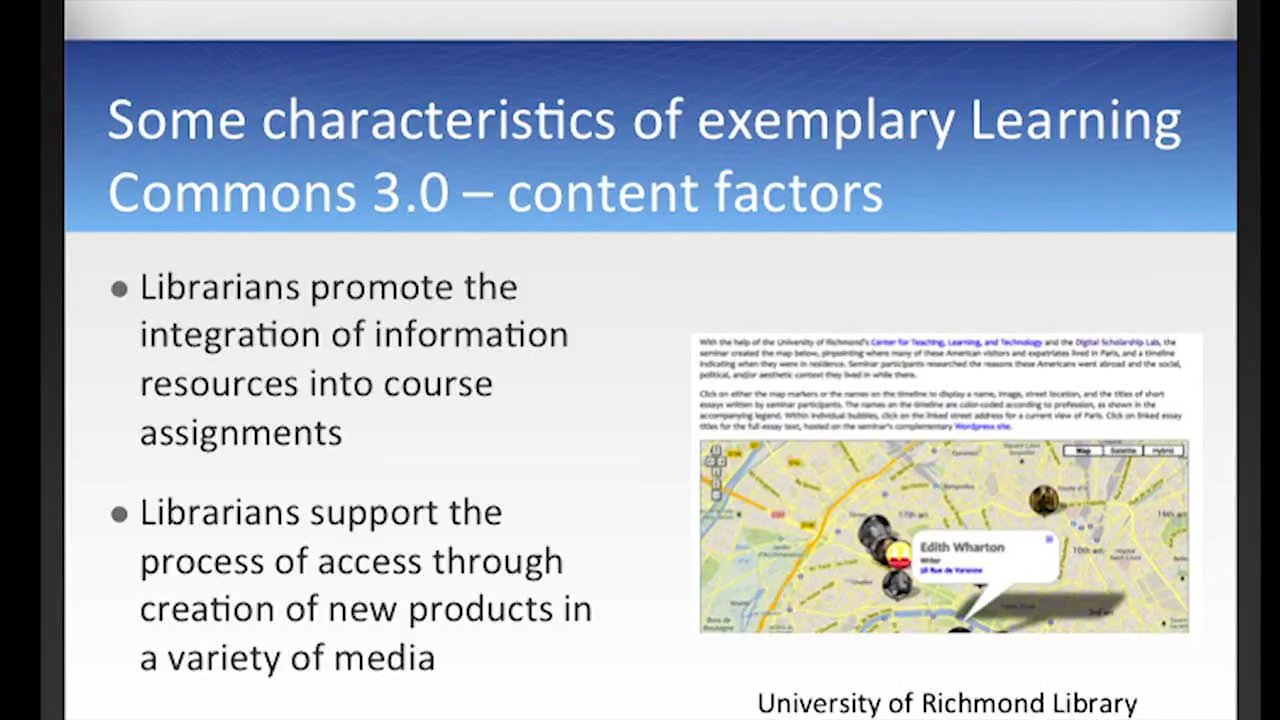 Some characteristics of exemplary Learning
Commons 3.0 – content factors
● Librarians promote the
integration of information
resources into course
assignments
● Librarians support the
process of access through
creation of new products in
a variety of media
With the help of the University of Richmond's Center for Teaching, Learning, and Technology and the Digital Scholarship Lab, the
seminar created the map below, pinpointing where many of these American visitors and expatriates lived in Paris, and a timeline
indicating when they were in residence. Seminar participants researched the reasons these Americans went abroad and the social,
political, and/or aesthetic context they lived in while there.
Click on either the map markers or the names on the timeline to display a name, image, street location, and the titles of short
essays written by seminar participants. The names on the timeline are color-coded according to profession, as shown in the
accompanying legend. Within individual bubbles, click on the linked street address for a current view of Paris. Click on linked essay
titles for the full essay text, hosted on the seminar's complementary Wordpress site.
Map Satellite Hybrid
17th arr.
Edith Wharton
Writer
58 Rue de Varenne
10th arr.
Bois de
Boulogne
3rd arr.
University of Richmond Library